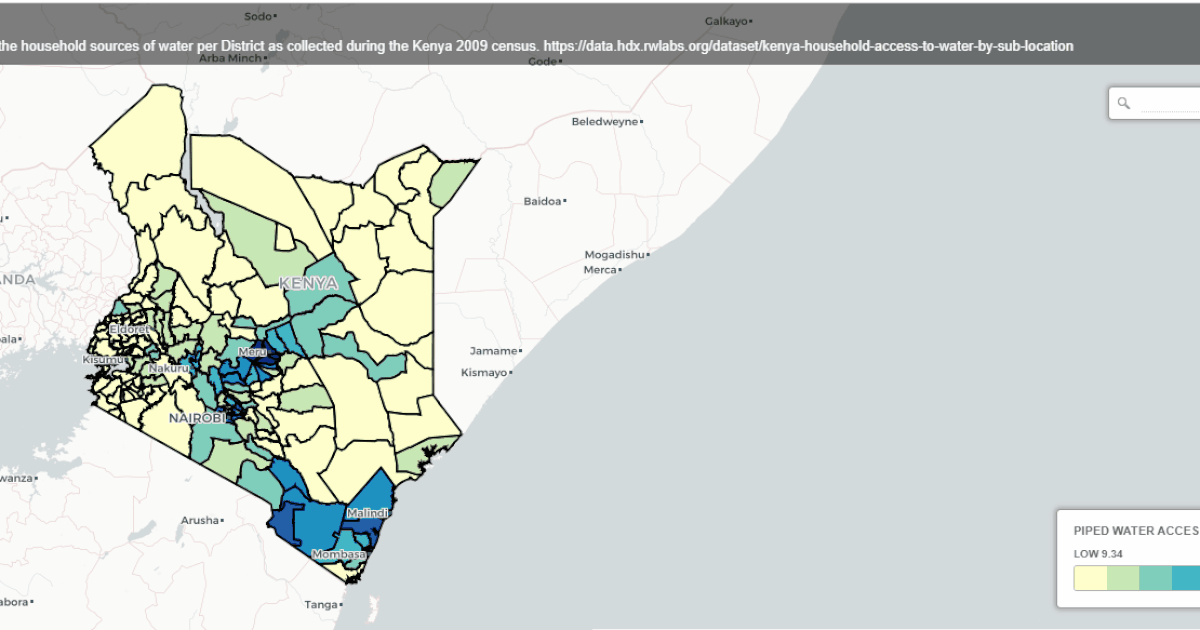 Sodo
Galkayo
the household sources of water per District as collected during the Kenya 2009 census. https://data.hdx.rwlabs.org/dataset/kenya-household-access-to-water-by-sub-location
Arba Minch
Gode
Beledweyne
Baidoa
Mogadishu
NDA
Merca
KENYA
Eldoret
Jamame
Meru
Kisumu
Nakuru
Kismayo
NAIROBI
wanza
Malindi
Arusha
PIPED WATER ACCES
LOW 9.34
Mombasa
abora
Tanga